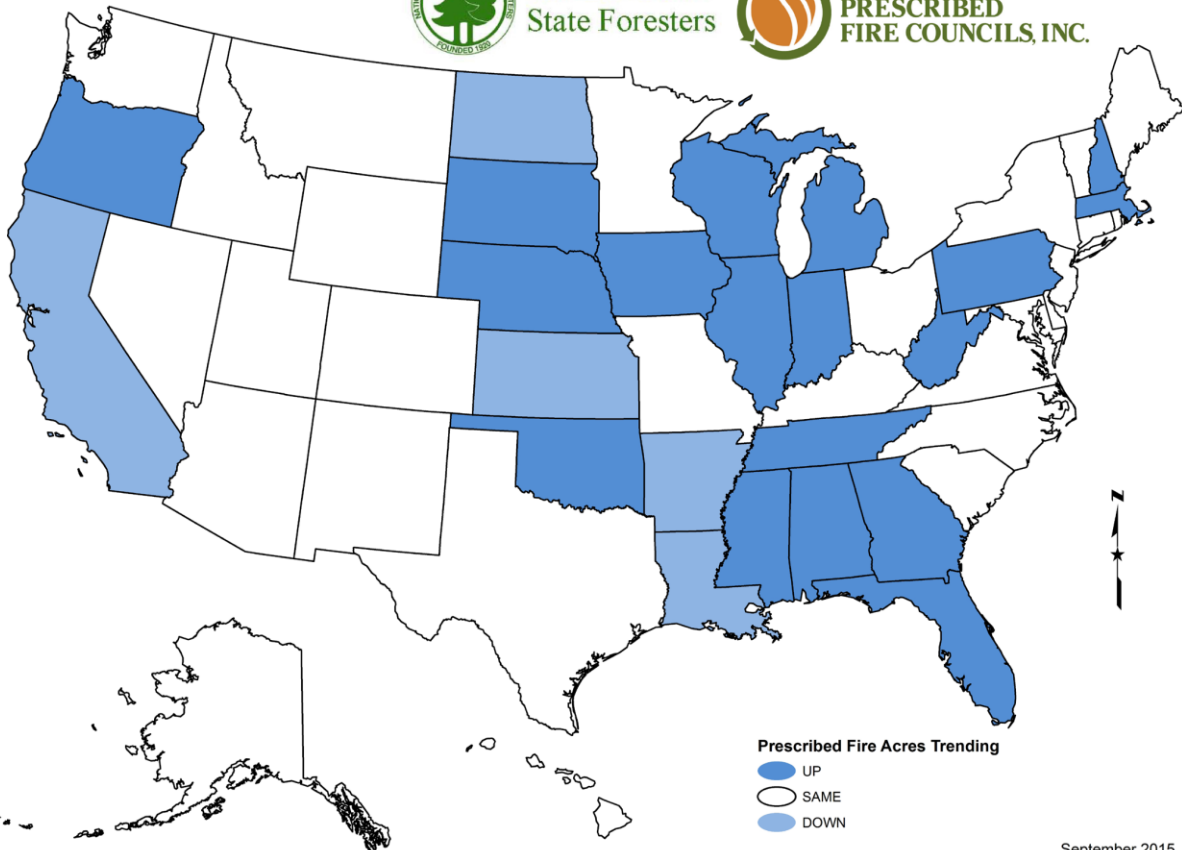 State Foresters
FOUNDED 1920
PRESCRIBED
FIRE COUNCILS, INC.
N
Prescribed Fire Acres Trending
UP
SAME
DOWN
September 2015